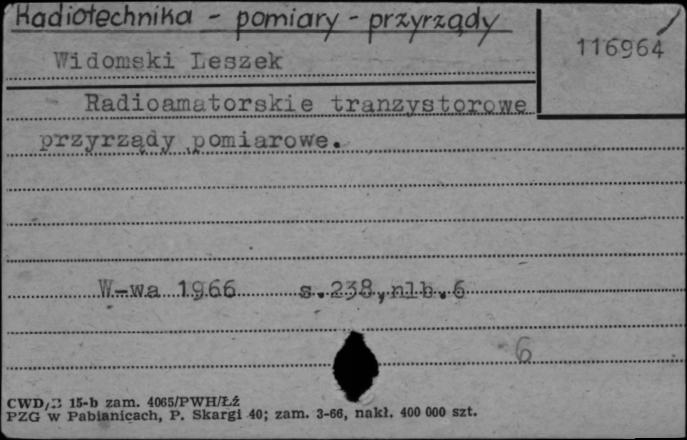 Radiotechnika - pomiary - przyrządy
116964
Widomski Leszek
Radioamatorskie tranzystorowe
przyrządy pomiarowe.
W-wa 1966 s.238,nlb.6
6
CWD/B 15-b zam. 4065/PWH/Łź
PZG w Pabianicach, P. Skargi 40; zam. 3-66, nakł. 400 000 szt.